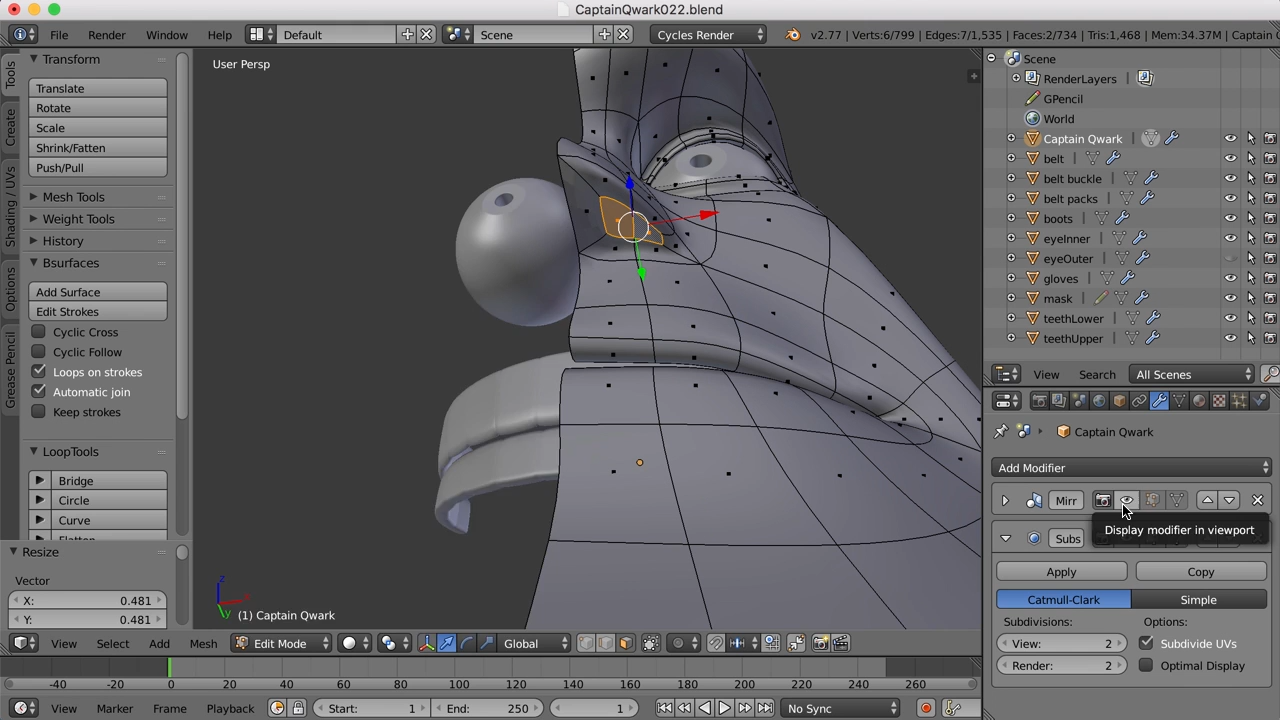 CaptainQwark022.blend
File Render Window Help Default Scene Cycles Render v2.77 | Verts:6/799 | Edges:7/1,535 | Faces:2/734 | Tris:1,468 | Mem:34.37M | Captain
Tools
Create
Shading / UVs
Options
Grease Pencil
Transform
Translate
Rotate
Scale
Shrink/Fatten
Push/Pull
Mesh Tools
Weight Tools
History
Bsurfaces
Add Surface
Edit Strokes
Cyclic Cross
Cyclic Follow
Loops on strokes
Automatic join
Keep strokes
LoopTools
Bridge
Circle
Curve
Resize
Vector
X: 0.481
Y: 0.481
User Persp
z
y
(1) Captain Qwark
View Select Add Mesh Edit Mode Global
-40 -20 0 20 40 60 80 100 120 140 160 180 200 220 240 260
View Marker Frame Playback Start: 1 End: 250 1 No Sync
Scene
RenderLayers |
GPencil
World
Captain Qwark |
belt |
belt buckle |
belt packs |
boots |
eyeInner |
eyeOuter |
gloves |
mask |
teethLower |
teethUpper |
View Search All Scenes
Captain Qwark
Add Modifier
Mirr
Display modifier in viewport
Subs
Apply Copy
Catmull-Clark Simple
Subdivisions: Options:
View: 2 Subdivide UVs
Render: 2 Optimal Display